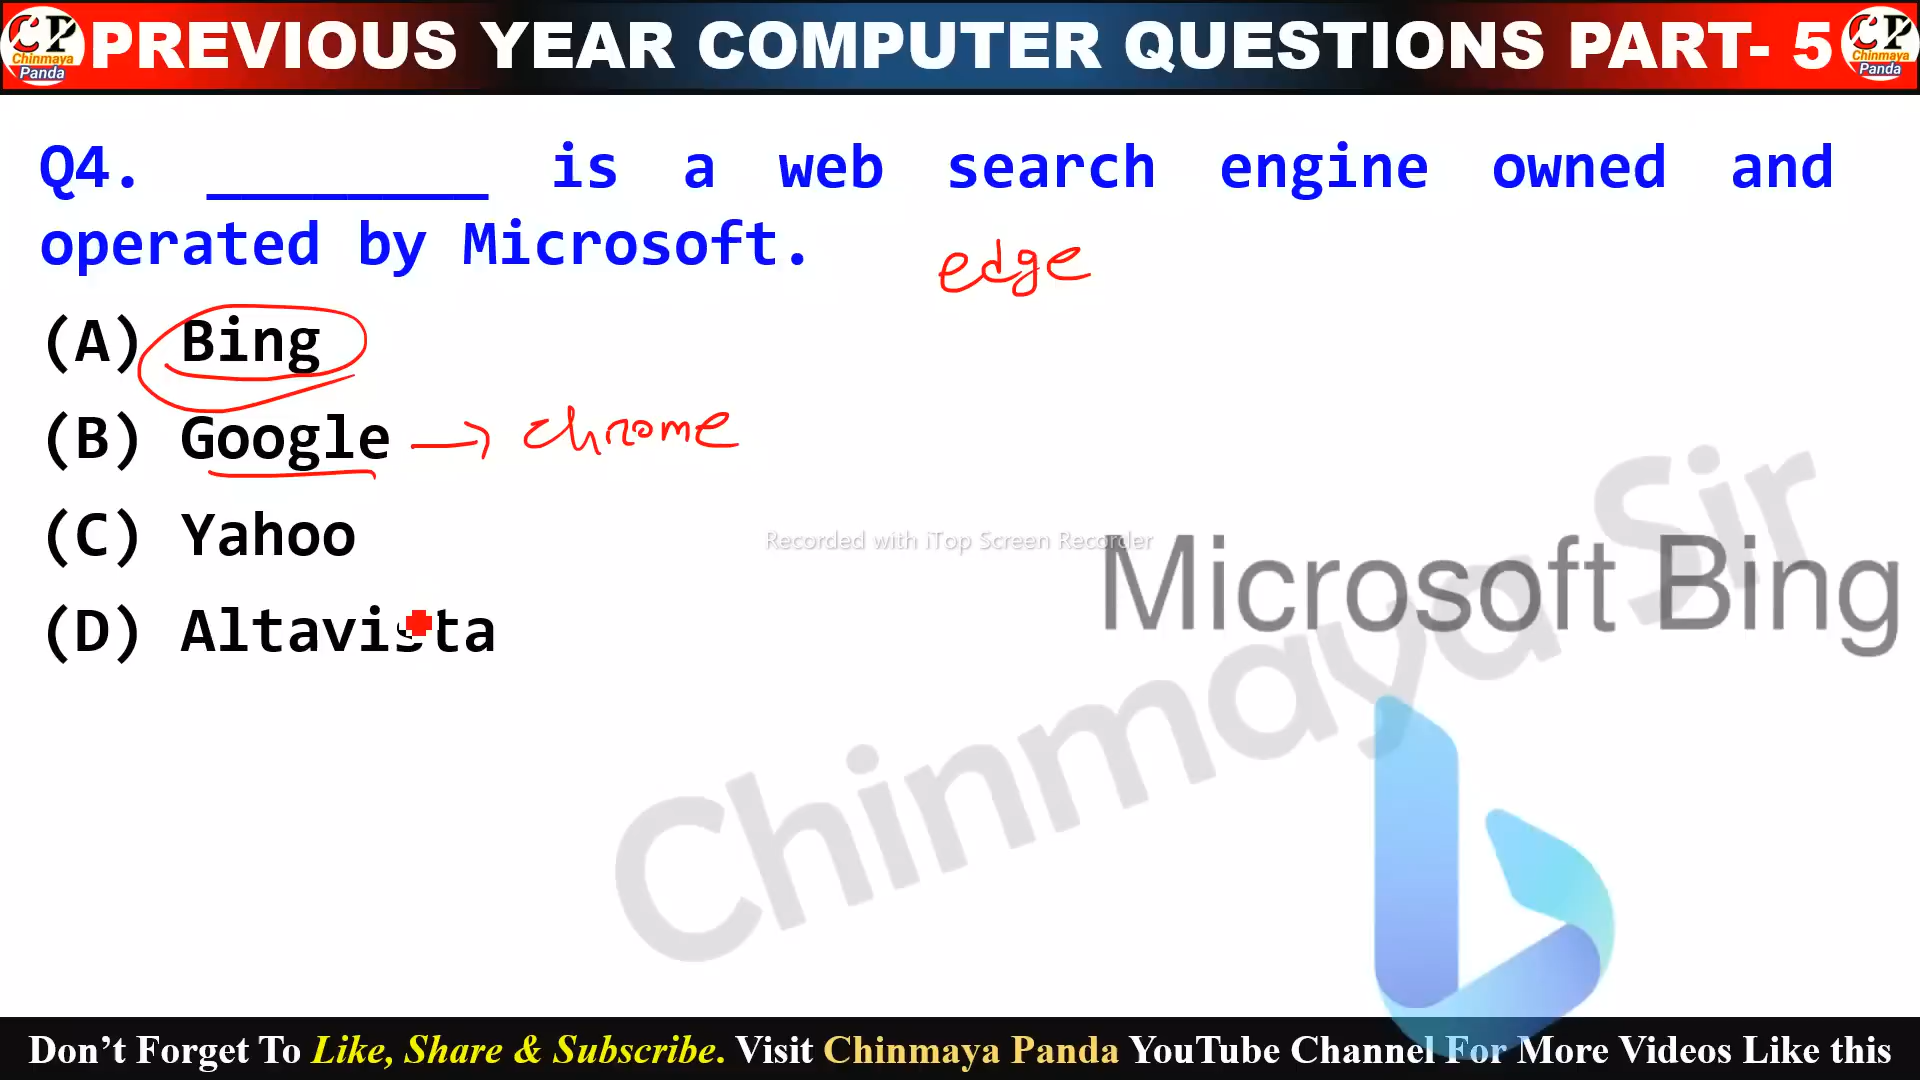 CP Chinmaya Panda PREVIOUS YEAR COMPUTER QUESTIONS PART- 5 CP Chinmaya Panda
Q4. ________ is a web search engine owned and
operated by Microsoft.
edge
(A) Bing
(B) Google → chrome
(C) Yahoo
Recorded with iTop Screen Recorder
Microsoft Bing
(D) Altavista
Chinmaya Sir
Don’t Forget To Like, Share & Subscribe. Visit Chinmaya Panda YouTube Channel For More Videos Like this